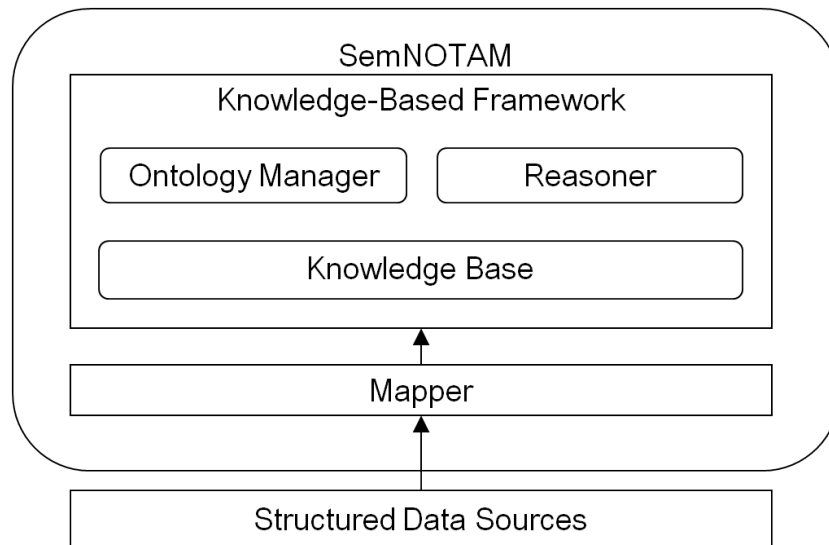 SemNOTAM
Knowledge-Based Framework
Ontology Manager
Reasoner
Knowledge Base
Mapper
Structured Data Sources